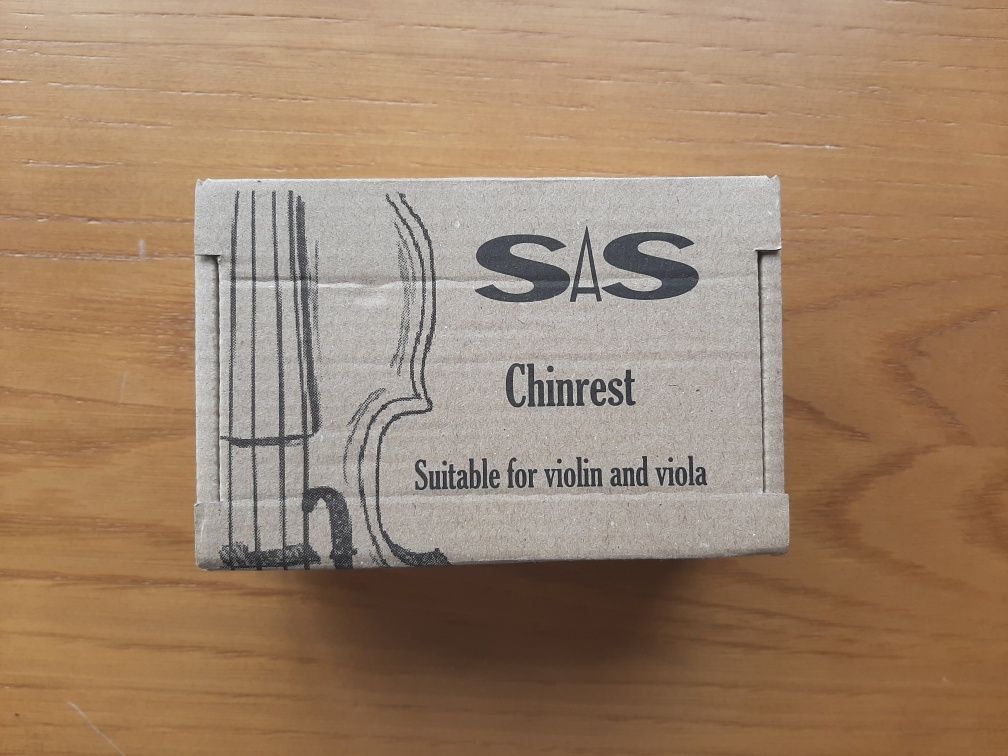 SAS
Chinrest
Suitable for violin and viola